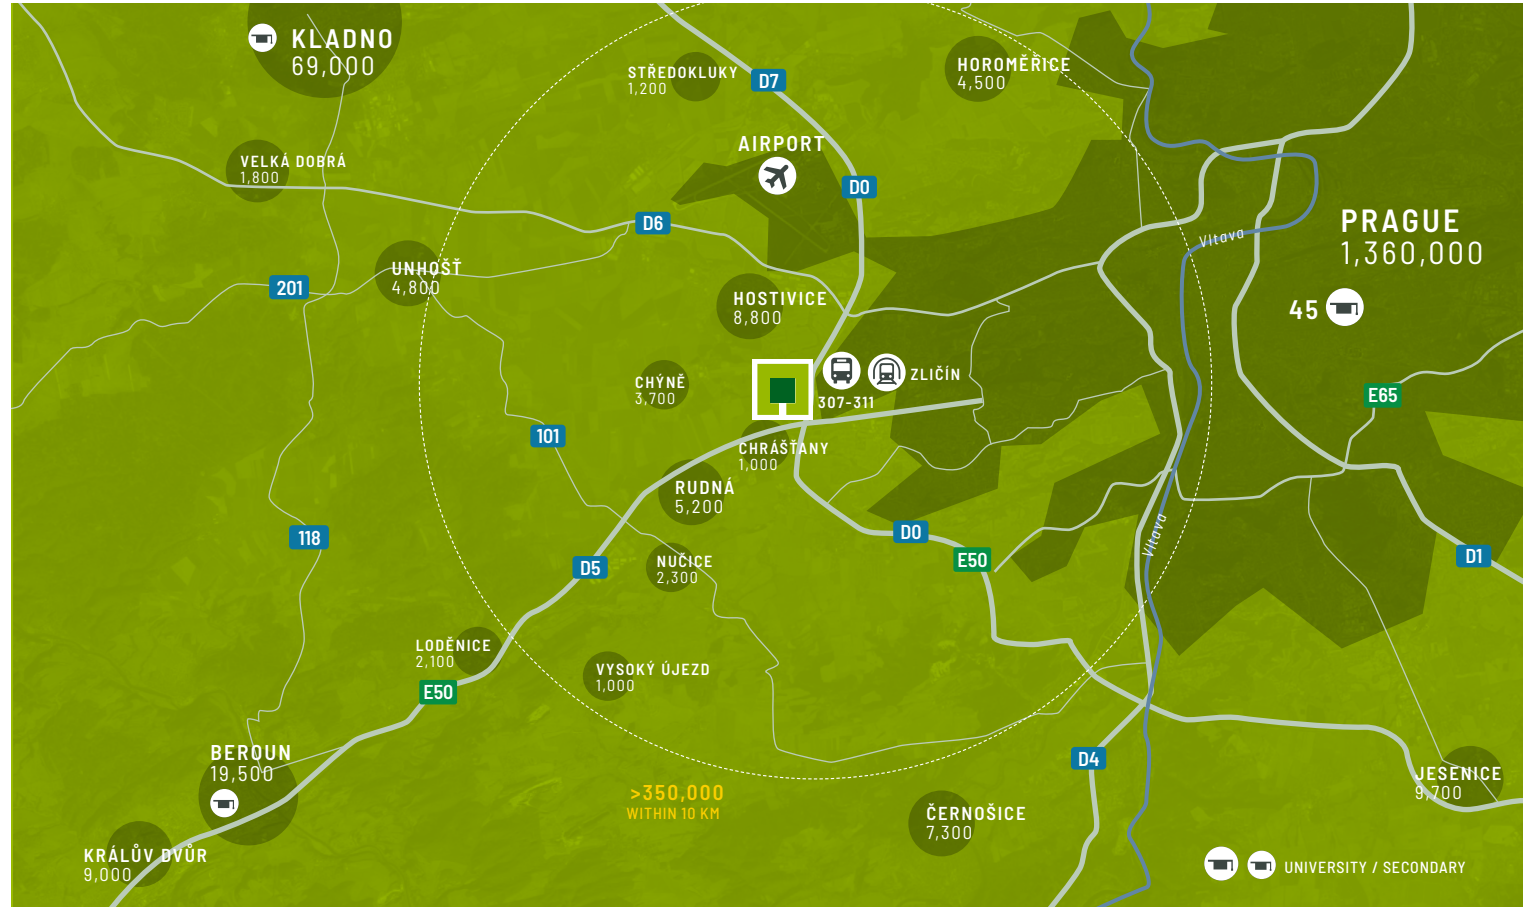 KLADNO
69,000
STŘEDOKLUKY
1,200
D7
HOROMĚŘICE
4,500
AIRPORT
VELKÁ DOBRÁ
1,800
D0
D6
Vltava
PRAGUE
1,360,000
UNHOŠŤ
4,800
201
HOSTIVICE
8,800
45
ZLIČÍN
307-311
CHÝNĚ
3,700
E65
101
CHRÁŠŤANY
1,000
RUDNÁ
5,200
118
D0
Vltava
E50
D1
D5
NUČICE
2,300
LODĚNICE
2,100
VYSOKÝ ÚJEZD
1,000
E50
BEROUN
19,500
D4
JESENICE
9,700
>350,000
WITHIN 10 KM
ČERNOŠICE
7,300
KRÁLŮV DVŮR
9,000
UNIVERSITY / SECONDARY